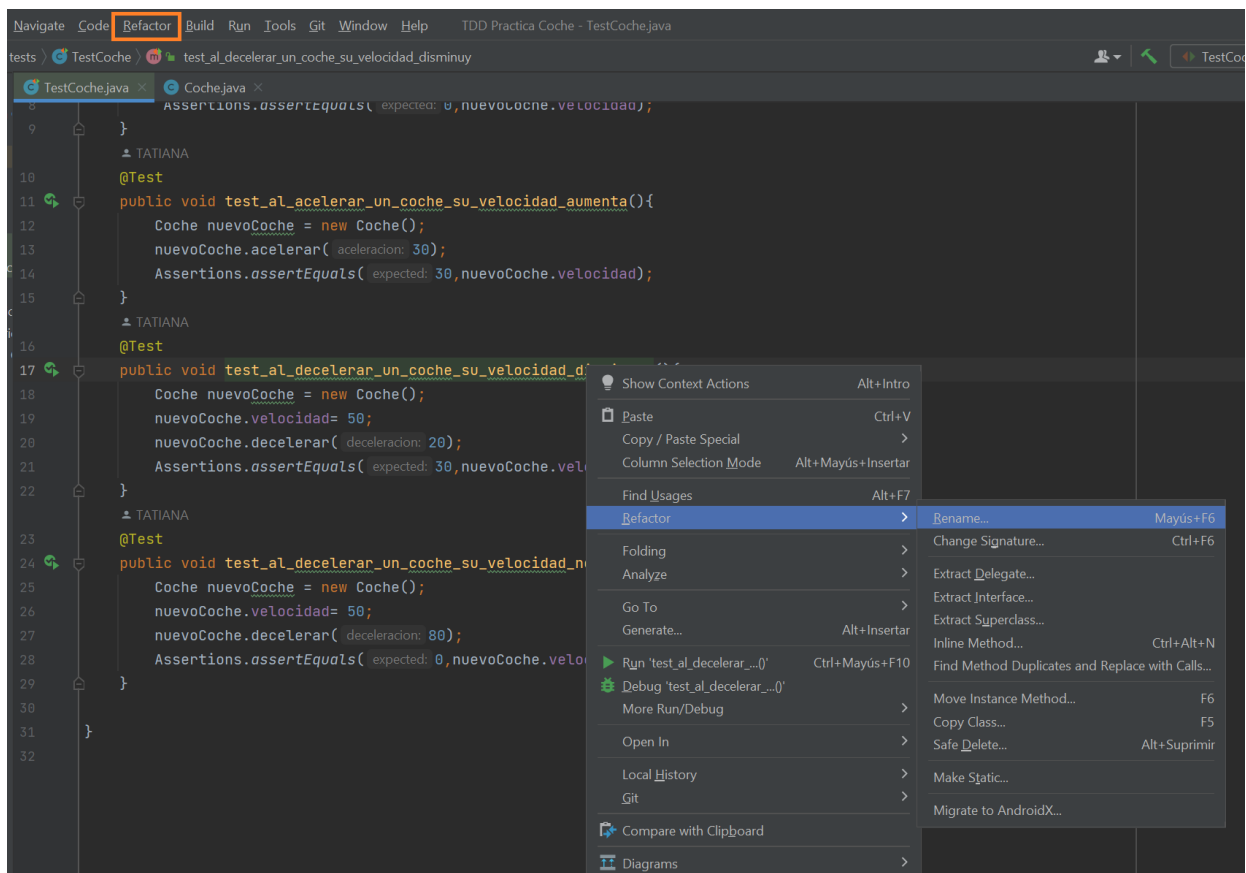 Navigate Code Refactor Build Run Tools Git Window Help TDD Practica Coche - TestCoche.java
tests TestCoche test_al_decelerar_un_coche_su_velocidad_disminuy TestCoc
TestCoche.java Coche.java
8 Assertions.assertEquals( expected: 0,nuevoCoche.velocidad);
9 }
TATIANA
10 @Test
11 public void test_al_acelerar_un_coche_su_velocidad_aumenta(){
12 Coche nuevoCoche = new Coche();
13 nuevoCoche.acelerar( aceleracion: 30);
14 Assertions.assertEquals( expected: 30,nuevoCoche.velocidad);
15 }
TATIANA
16 @Test
17 public void test_al_decelerar_un_coche_su_velocidad_d
18 Coche nuevoCoche = new Coche();
19 nuevoCoche.velocidad= 50;
20 nuevoCoche.decelerar( deceleracion: 20);
21 Assertions.assertEquals( expected: 30,nuevoCoche.vel
22 }
TATIANA
23 @Test
24 public void test_al_decelerar_un_coche_su_velocidad_n
25 Coche nuevoCoche = new Coche();
26 nuevoCoche.velocidad= 50;
27 nuevoCoche.decelerar( deceleracion: 80);
28 Assertions.assertEquals( expected: 0,nuevoCoche.velo
29 }
30
31 }
32
Show Context Actions Alt+Intro
Paste Ctrl+V
Copy / Paste Special
Column Selection Mode Alt+Mayús+Insertar
Find Usages Alt+F7
Refactor
Folding
Analyze
Go To
Generate... Alt+Insertar
Run 'test_al_decelerar_...()' Ctrl+Mayús+F10
Debug 'test_al_decelerar_...()'
More Run/Debug
Open In
Local History
Git
Compare with Clipboard
Diagrams
Rename... Mayús+F6
Change Signature... Ctrl+F6
Extract Delegate...
Extract Interface...
Extract Superclass...
Inline Method... Ctrl+Alt+N
Find Method Duplicates and Replace with Calls...
Move Instance Method... F6
Copy Class... F5
Safe Delete... Alt+Suprimir
Make Static...
Migrate to AndroidX...